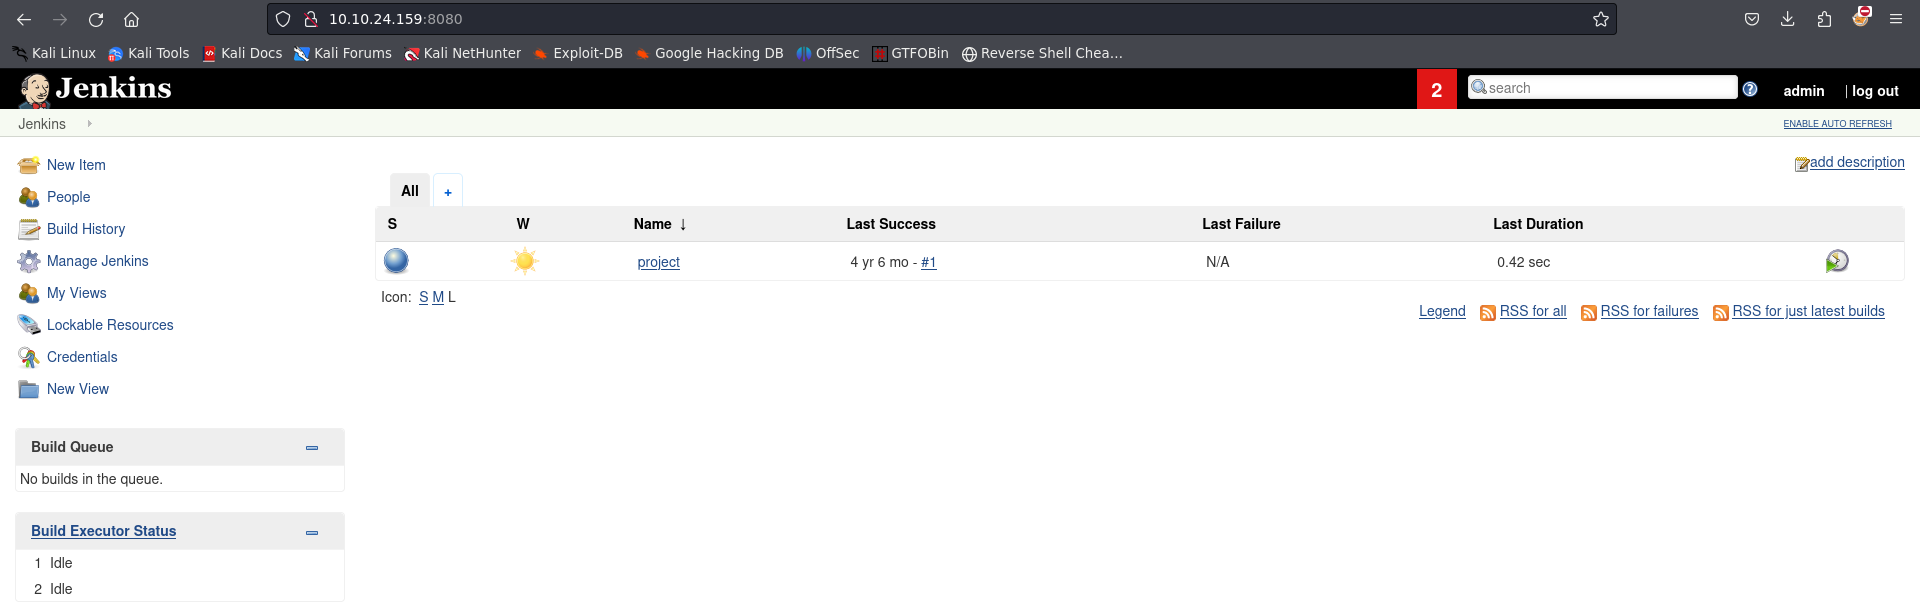 10.10.24.159:8080
Kali Linux Kali Tools Kali Docs Kali Forums Kali NetHunter Exploit-DB Google Hacking DB OffSec GTFOBin Reverse Shell Chea…
Jenkins 2 search ? admin | log out
Jenkins ENABLE AUTO REFRESH
add description
New Item
People
Build History
Manage Jenkins
My Views
Lockable Resources
Credentials
New View
Build Queue
No builds in the queue.
Build Executor Status
1 Idle
2 Idle
All +
S W Name ↓ Last Success Last Failure Last Duration
project 4 yr 6 mo - #1 N/A 0.42 sec
Icon: S M L
Legend RSS for all RSS for failures RSS for just latest builds